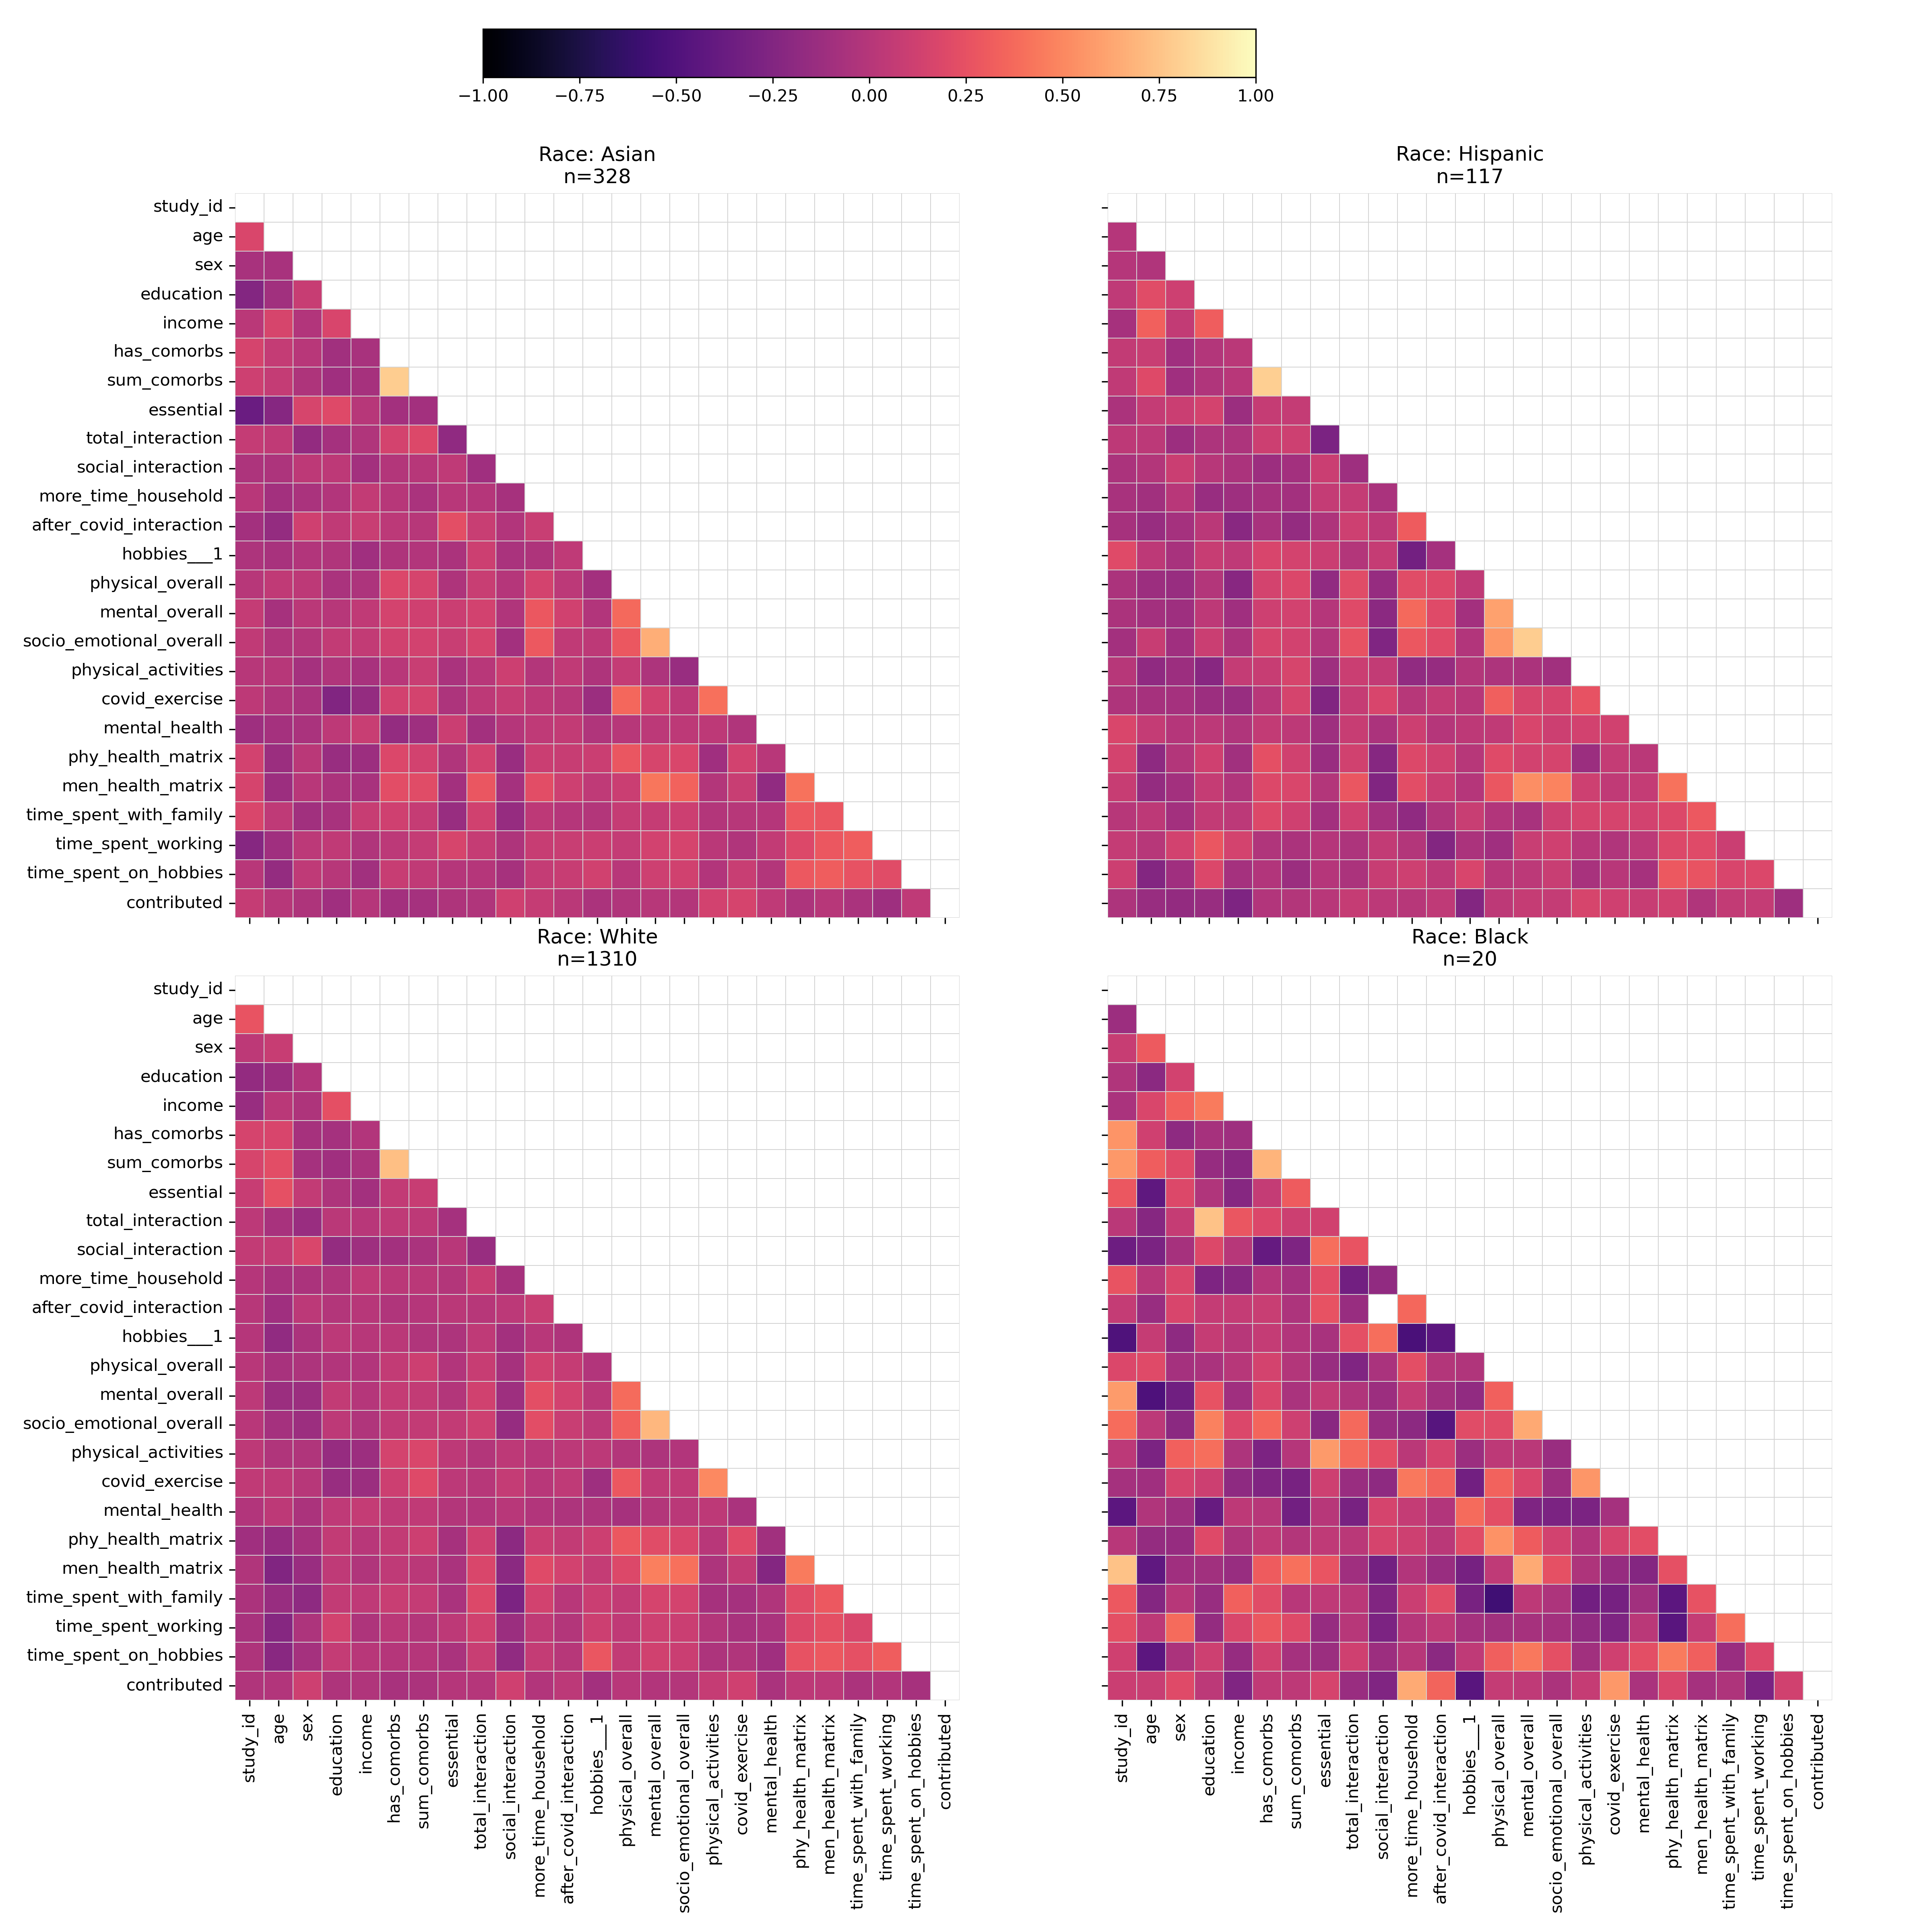 −1.00 −0.75 −0.50 −0.25 0.00 0.25 0.50 0.75 1.00
Race: Asian
n=328
study_id
age
sex
education
income
has_comorbs
sum_comorbs
essential
total_interaction
social_interaction
more_time_household
after_covid_interaction
hobbies___1
physical_overall
mental_overall
socio_emotional_overall
physical_activities
covid_exercise
mental_health
phy_health_matrix
men_health_matrix
time_spent_with_family
time_spent_working
time_spent_on_hobbies
contributed
Race: Hispanic
n=117
Race: White
n=1310
study_id
age
sex
education
income
has_comorbs
sum_comorbs
essential
total_interaction
social_interaction
more_time_household
after_covid_interaction
hobbies___1
physical_overall
mental_overall
socio_emotional_overall
physical_activities
covid_exercise
mental_health
phy_health_matrix
men_health_matrix
time_spent_with_family
time_spent_working
time_spent_on_hobbies
contributed
study_id
age
sex
education
income
has_comorbs
sum_comorbs
essential
total_interaction
social_interaction
more_time_household
after_covid_interaction
hobbies___1
physical_overall
mental_overall
socio_emotional_overall
physical_activities
covid_exercise
mental_health
phy_health_matrix
men_health_matrix
time_spent_with_family
time_spent_working
time_spent_on_hobbies
contributed
Race: Black
n=20
study_id
age
sex
education
income
has_comorbs
sum_comorbs
essential
total_interaction
social_interaction
more_time_household
after_covid_interaction
hobbies___1
physical_overall
mental_overall
socio_emotional_overall
physical_activities
covid_exercise
mental_health
phy_health_matrix
men_health_matrix
time_spent_with_family
time_spent_working
time_spent_on_hobbies
contributed